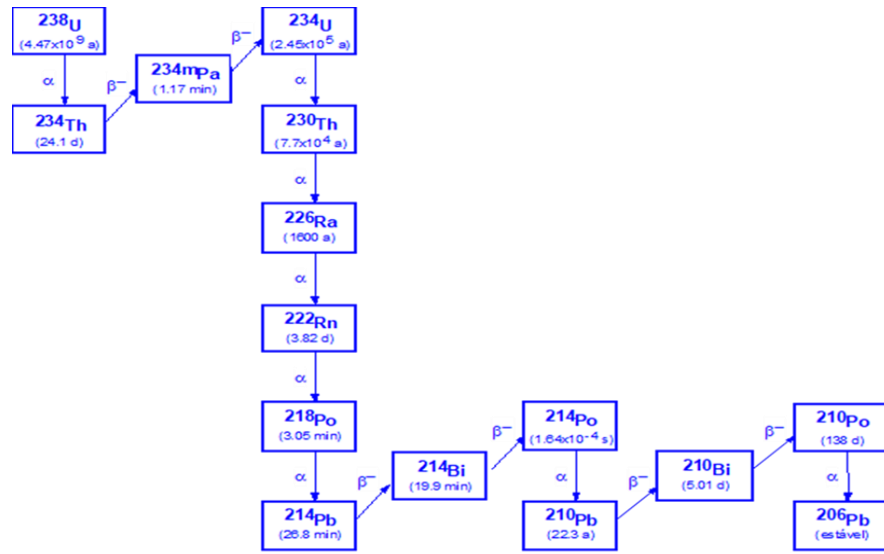 ²³⁸U
(4.47x10⁹ a)
α
²³⁴Th
(24.1 d)
β⁻
²³⁴ᵐPa
(1.17 min)
β⁻
²³⁴U
(2.45x10⁵ a)
α
²³⁰Th
(7.7x10⁴ a)
α
²²⁶Ra
(1600 a)
α
²²²Rn
(3.82 d)
α
²¹⁸Po
(3.05 min)
α
²¹⁴Pb
(26.8 min)
β⁻
²¹⁴Bi
(19.9 min)
β⁻
²¹⁴Po
(1.64x10⁻⁴ s)
α
²¹⁰Pb
(22.3 a)
β⁻
²¹⁰Bi
(5.01 d)
β⁻
²¹⁰Po
(138 d)
α
²⁰⁶Pb
(estável)